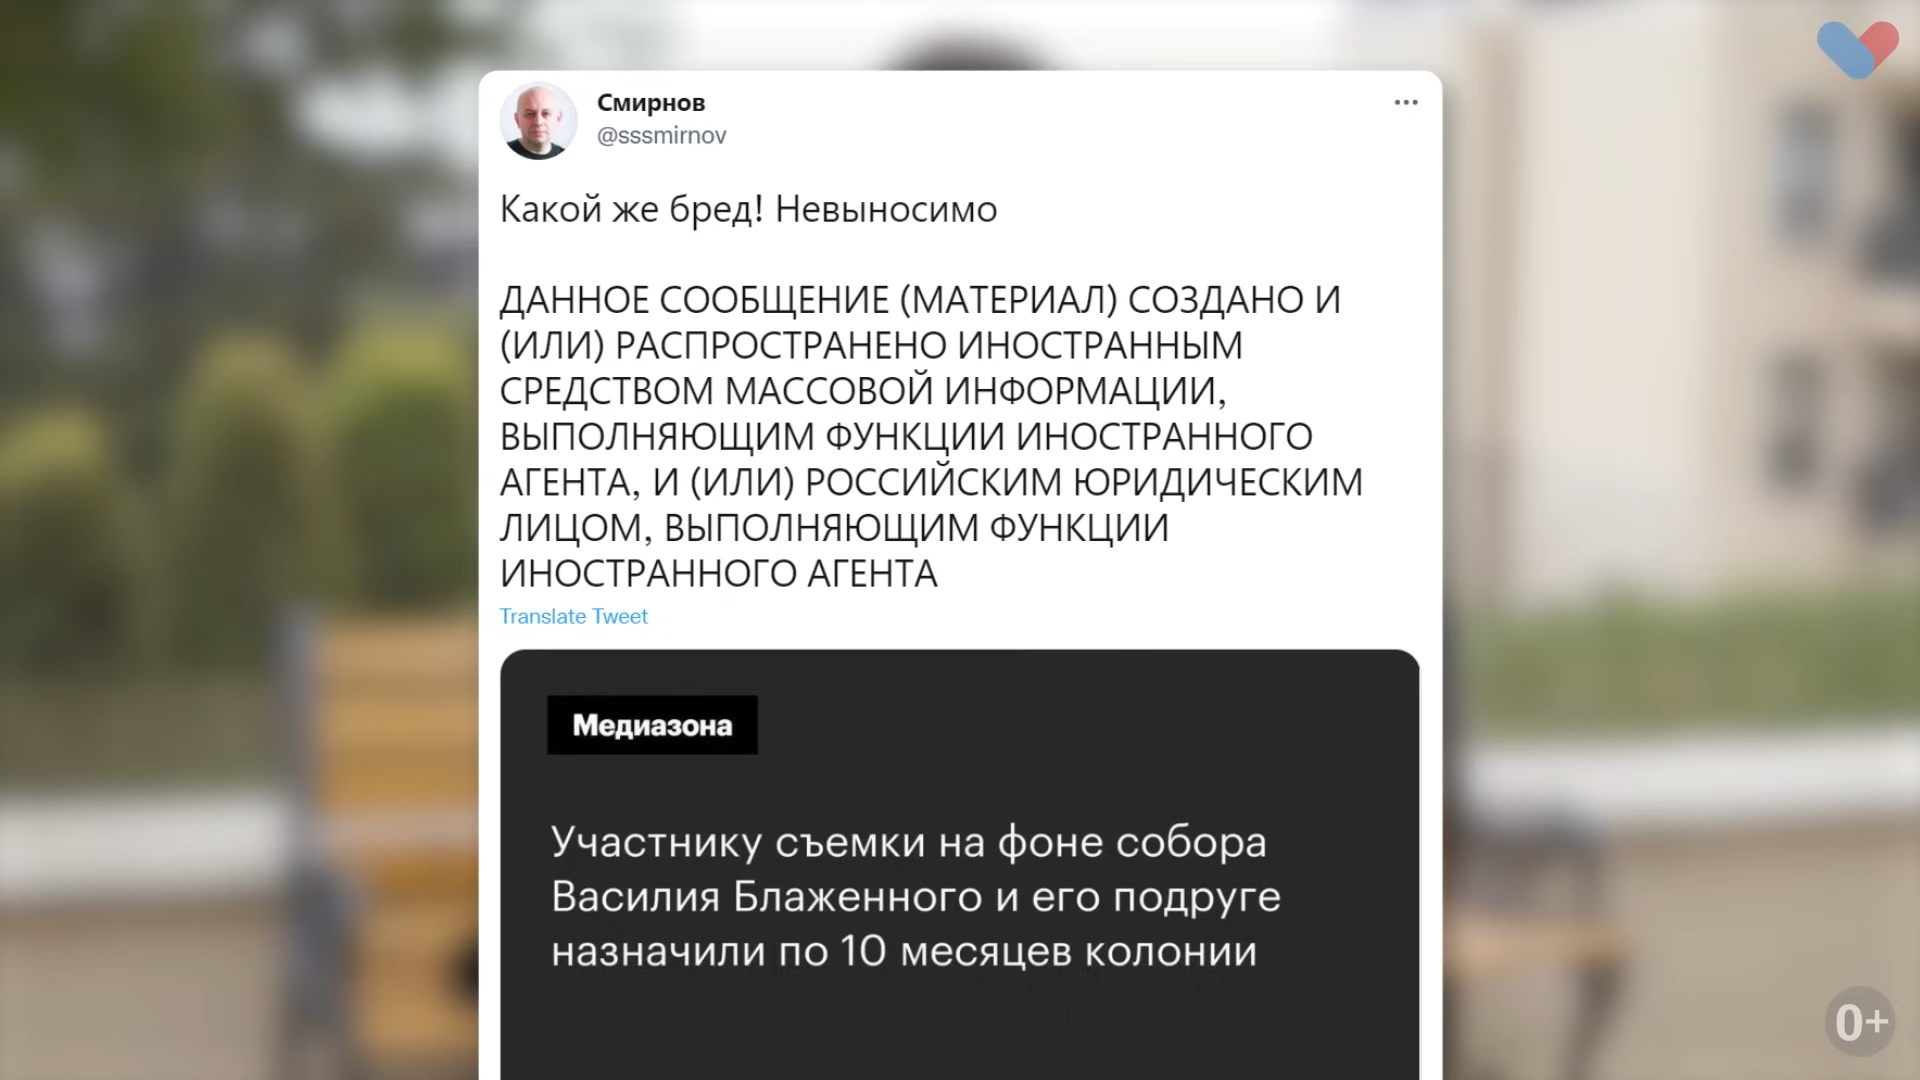 Смирнов
@sssmirnov
Какой же бред! Невыносимо
ДАННОЕ СООБЩЕНИЕ (МАТЕРИАЛ) СОЗДАНО И
(ИЛИ) РАСПРОСТРАНЕНО ИНОСТРАННЫМ
СРЕДСТВОМ МАССОВОЙ ИНФОРМАЦИИ,
ВЫПОЛНЯЮЩИМ ФУНКЦИИ ИНОСТРАННОГО
АГЕНТА, И (ИЛИ) РОССИЙСКИМ ЮРИДИЧЕСКИМ
ЛИЦОМ, ВЫПОЛНЯЮЩИМ ФУНКЦИИ
ИНОСТРАННОГО АГЕНТА
Translate Tweet
Медиазона
Участнику съемки на фоне собора
Василия Блаженного и его подруге
назначили по 10 месяцев колонии
0+